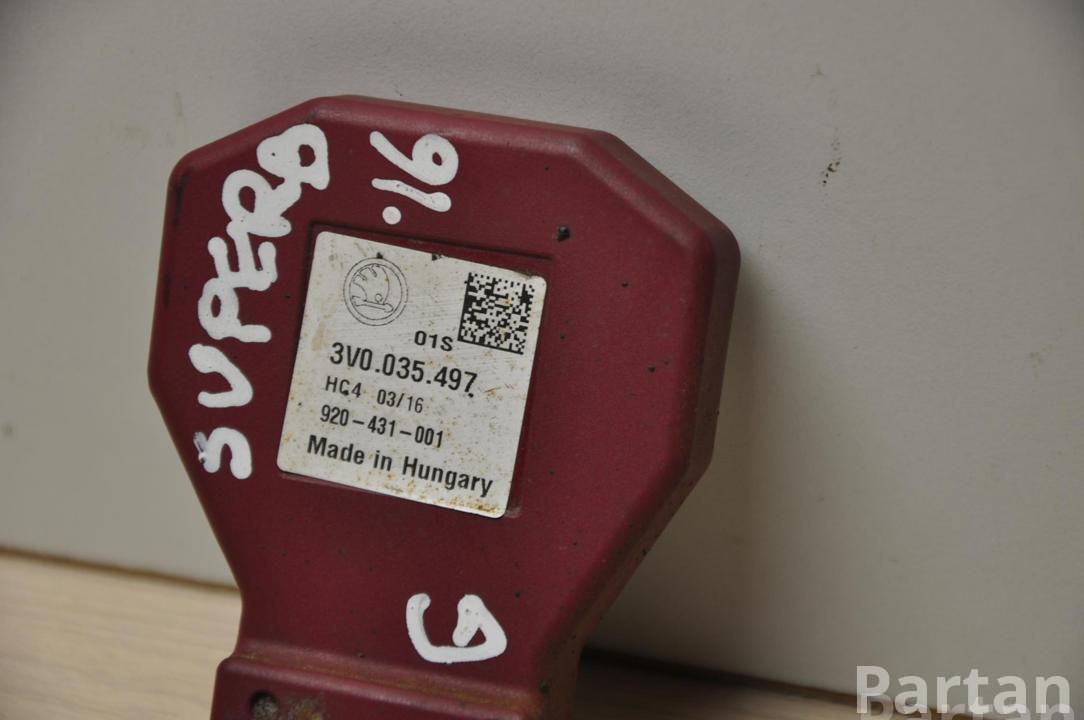 SUPERB
.16
01S
3V0.035.497
HC4 03/16
920-431-001
Made in Hungary
Partan